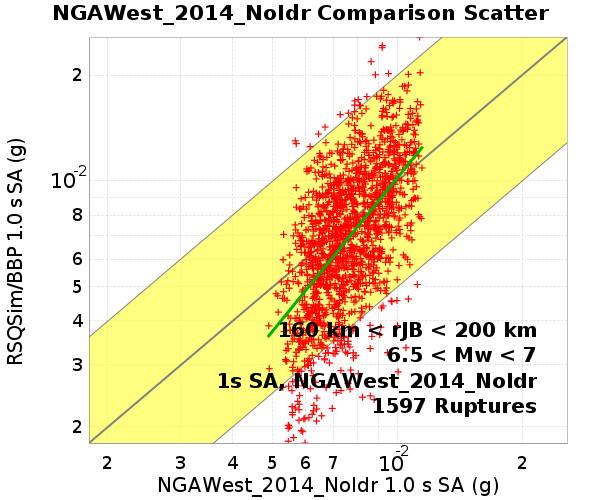 NGAWest_2014_NoIdr Comparison Scatter
RSQSim/BBP 1.0 s SA (g)
2
10-2
8
6
5
4
3
2
160 km < rJB < 200 km
6.5 < Mw < 7
1s SA, NGAWest_2014_NoIdr
1597 Ruptures
2 3 4 5 6 7 10-2 2
NGAWest_2014_NoIdr 1.0 s SA (g)